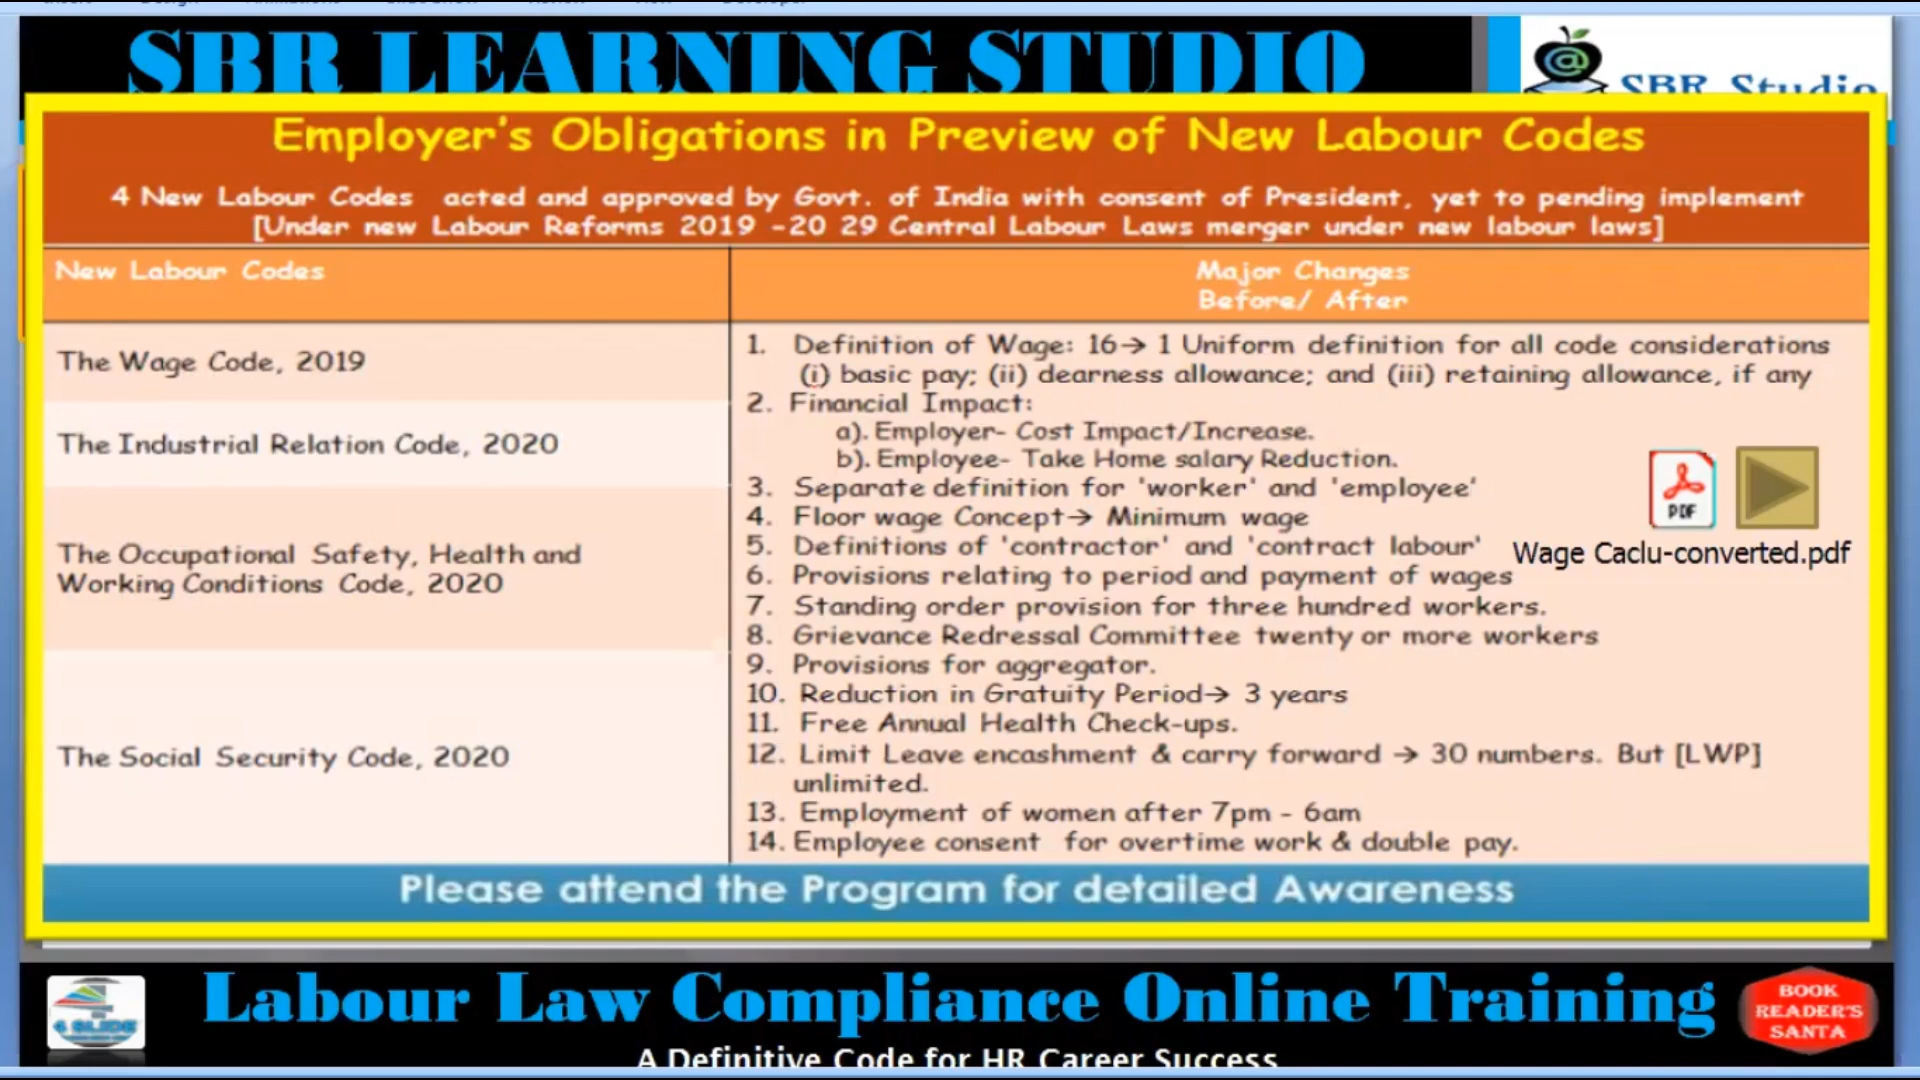 SBR LEARNING STUDIO
SBR Studio
Employer's Obligations in Preview of New Labour Codes
4 New Labour Codes acted and approved by Govt. of India with consent of President, yet to pending implement
[Under new Labour Reforms 2019 -20 29 Central Labour Laws merger under new labour laws]
New Labour Codes
Major Changes
Before/ After
The Wage Code, 2019
The Industrial Relation Code, 2020
The Occupational Safety, Health and
Working Conditions Code, 2020
The Social Security Code, 2020
1. Definition of Wage: 16→ 1 Uniform definition for all code considerations
(i) basic pay; (ii) dearness allowance; and (iii) retaining allowance, if any
2. Financial Impact:
a). Employer- Cost Impact/Increase.
b). Employee- Take Home salary Reduction.
3. Separate definition for 'worker' and 'employee'
4. Floor wage Concept→ Minimum wage
5. Definitions of 'contractor' and 'contract labour'
6. Provisions relating to period and payment of wages
7. Standing order provision for three hundred workers.
8. Grievance Redressal Committee twenty or more workers
9. Provisions for aggregator.
10. Reduction in Gratuity Period→ 3 years
11. Free Annual Health Check-ups.
12. Limit Leave encashment & carry forward → 30 numbers. But [LWP]
unlimited.
13. Employment of women after 7pm - 6am
14. Employee consent for overtime work & double pay.
PDF
Wage Caclu-converted.pdf
Please attend the Program for detailed Awareness
Labour Law Compliance Online Training
A Definitive Code for HR Career Success
BOOK
READER'S
SANTA